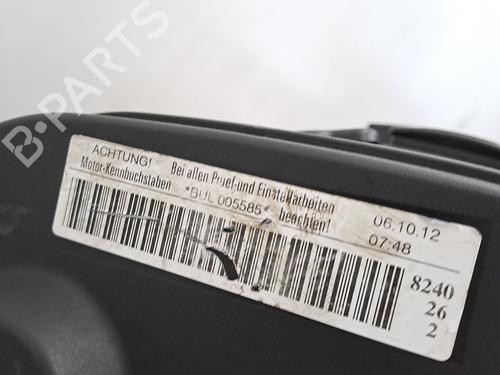 B-PARTS
ACHTUNG! Bei allen Pruef-und Einstellarbeiten
Motor-Kennbuchstaben *BUL 005585* beachten!
06.10.12
07:48
8240
26
2